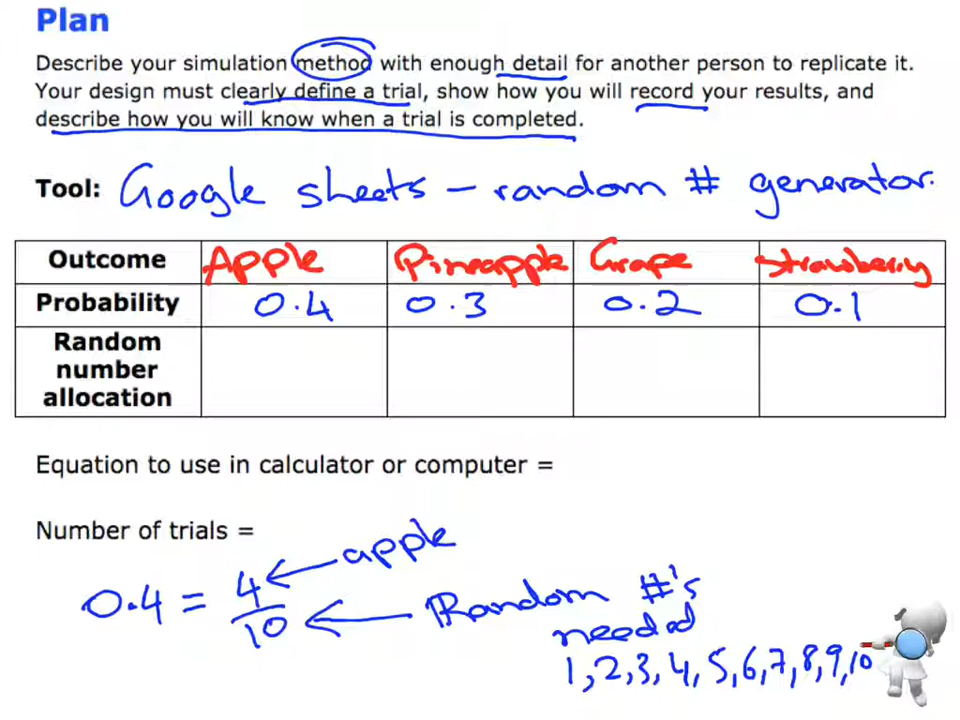 Plan
Describe your simulation method with enough detail for another person to replicate it.
Your design must clearly define a trial, show how you will record your results, and
describe how you will know when a trial is completed.
Tool: Google sheets – random # generator.
Outcome Apple Pineapple Grape Strawberry
Probability 0.4 0.3 0.2 0.1
Random
number
allocation
Equation to use in calculator or computer =
Number of trials =
apple
0.4 = 4/10
Random #'s
needed
1,2,3,4,5,6,7,8,9,10